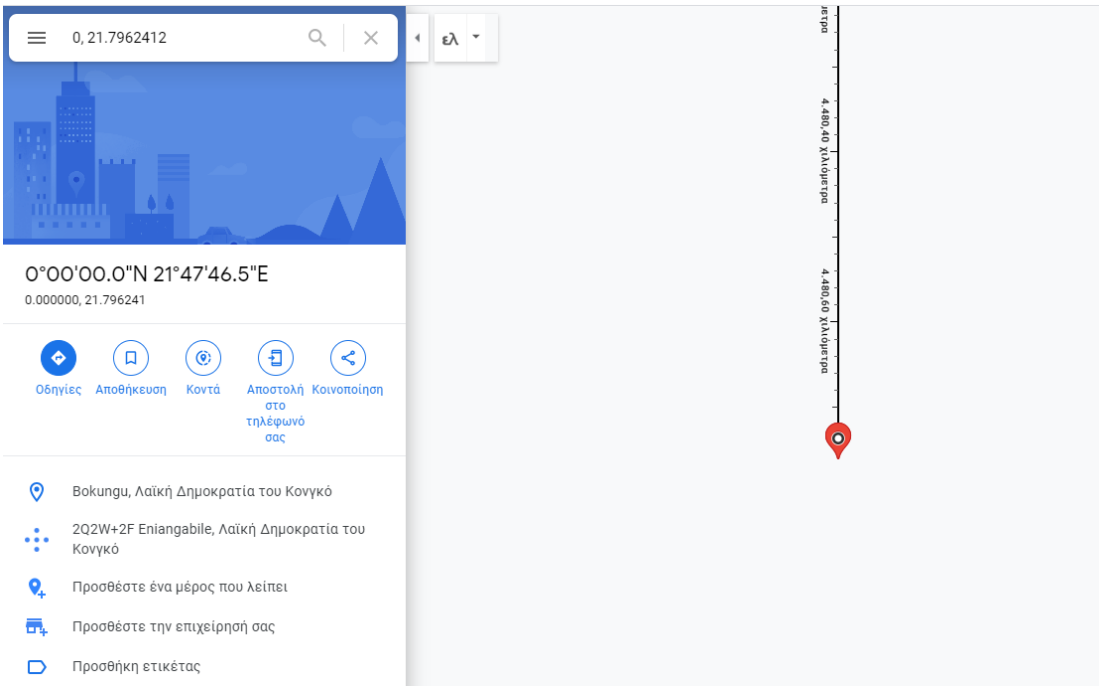 0, 21.7962412
ελ
0°00'00.0"N 21°47'46.5"E
0.000000, 21.796241
Οδηγίες
Αποθήκευση
Κοντά
Αποστολή
στο
τηλέφωνό
σας
Κοινοποίηση
Bokungu, Λαϊκή Δημοκρατία του Κονγκό
2Q2W+2F Eniangabile, Λαϊκή Δημοκρατία του
Κονγκό
Προσθέστε ένα μέρος που λείπει
Προσθέστε την επιχείρησή σας
Προσθήκη ετικέτας
4.480,40 χιλιόμετρα
4.480,60 χιλιόμετρα